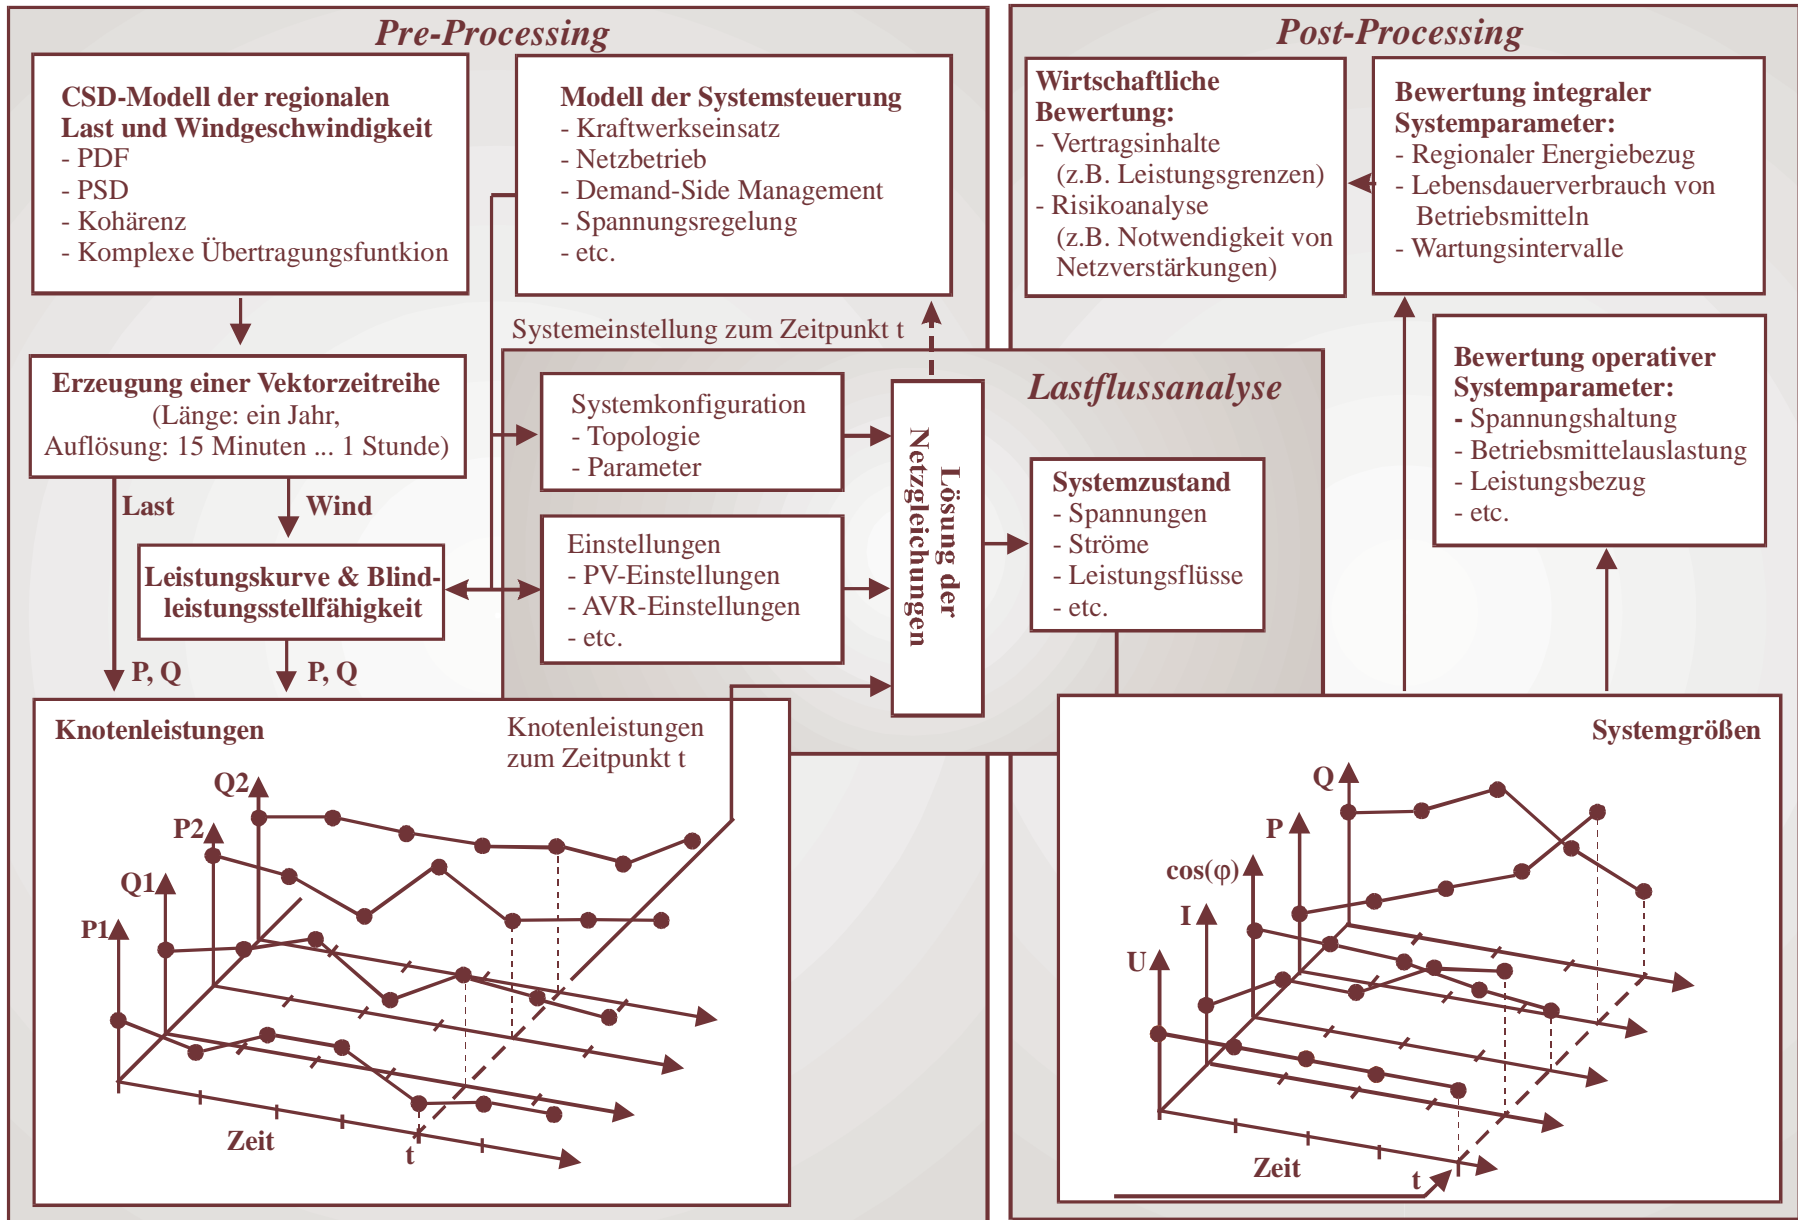 Pre-Processing
CSD-Modell der regionalen
Last und Windgeschwindigkeit
- PDF
- PSD
- Kohärenz
- Komplexe Übertragungsfuntkion
Modell der Systemsteuerung
- Kraftwerkseinsatz
- Netzbetrieb
- Demand-Side Management
- Spannungsregelung
- etc.
Systemeinstellung zum Zeitpunkt t
Erzeugung einer Vektorzeitreihe
(Länge: ein Jahr,
Auflösung: 15 Minuten ... 1 Stunde)
Last
Wind
Leistungskurve & Blind-
leistungsstellfähigkeit
P, Q
P, Q
Lastflussanalyse
Systemkonfiguration
- Topologie
- Parameter
Einstellungen
- PV-Einstellungen
- AVR-Einstellungen
- etc.
Lösung der
Netzgleichungen
Systemzustand
- Spannungen
- Ströme
- Leistungsflüsse
- etc.
Knotenleistungen
Knotenleistungen
zum Zeitpunkt t
Q2
P2
Q1
P1
Zeit
t
Post-Processing
Wirtschaftliche
Bewertung:
- Vertragsinhalte
(z.B. Leistungsgrenzen)
- Risikoanalyse
(z.B. Notwendigkeit von
Netzverstärkungen)
Bewertung integraler
Systemparameter:
- Regionaler Energiebezug
- Lebensdauerverbrauch von
Betriebsmitteln
- Wartungsintervalle
Bewertung operativer
Systemparameter:
- Spannungshaltung
- Betriebsmittelauslastung
- Leistungsbezug
- etc.
Systemgrößen
Q
P
cos(φ)
I
U
Zeit
t